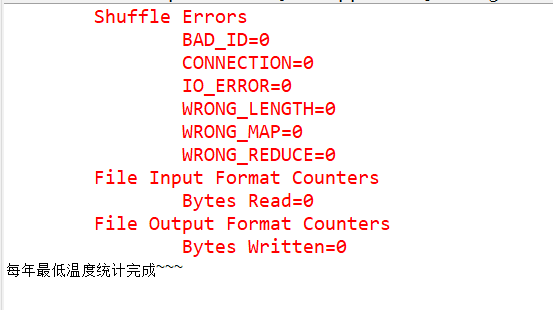 Shuffle Errors
BAD_ID=0
CONNECTION=0
IO_ERROR=0
WRONG_LENGTH=0
WRONG_MAP=0
WRONG_REDUCE=0
File Input Format Counters
Bytes Read=0
File Output Format Counters
Bytes Written=0
每年最低温度统计完成~~~